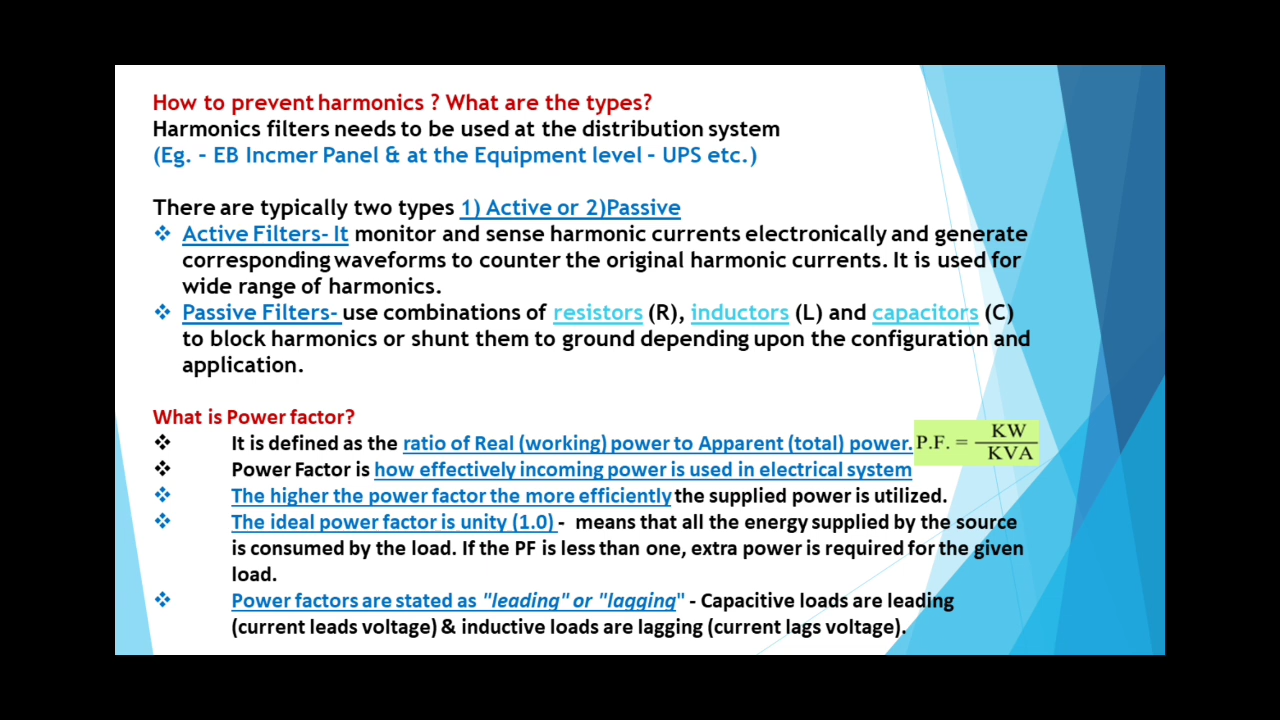 How to prevent harmonics ? What are the types?
Harmonics filters needs to be used at the distribution system
(Eg. - EB Incmer Panel & at the Equipment level - UPS etc.)
There are typically two types 1) Active or 2)Passive
❖ Active Filters- It monitor and sense harmonic currents electronically and generate
corresponding waveforms to counter the original harmonic currents. It is used for
wide range of harmonics.
❖ Passive Filters- use combinations of resistors (R), inductors (L) and capacitors (C)
to block harmonics or shunt them to ground depending upon the configuration and
application.
What is Power factor?
❖ It is defined as the ratio of Real (working) power to Apparent (total) power. P.F. = KW / KVA
❖ Power Factor is how effectively incoming power is used in electrical system
❖ The higher the power factor the more efficiently the supplied power is utilized.
❖ The ideal power factor is unity (1.0) - means that all the energy supplied by the source
is consumed by the load. If the PF is less than one, extra power is required for the given
load.
❖ Power factors are stated as "leading" or "lagging" - Capacitive loads are leading
(current leads voltage) & inductive loads are lagging (current lags voltage).